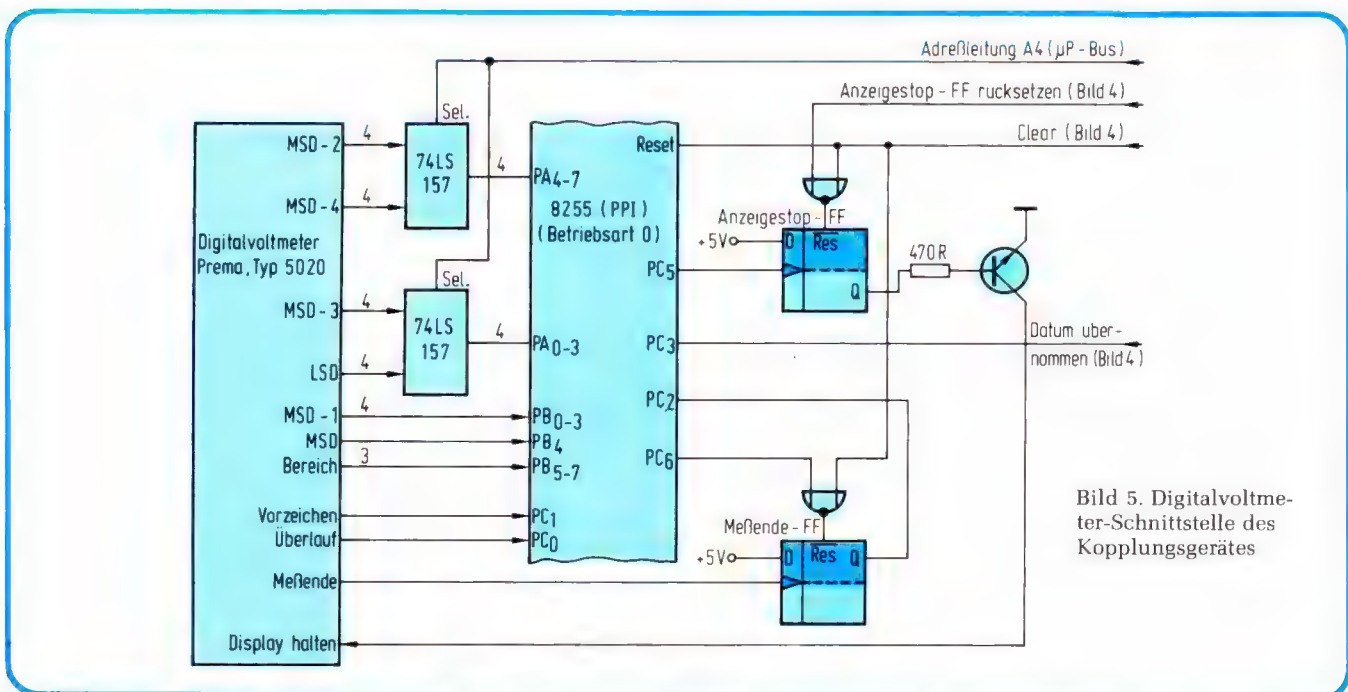 Adreßleitung A4 (µP-Bus)
Anzeigestop-FF rucksetzen (Bild 4)
Clear (Bild 4)
Sel.
MSD-2
4
74LS
157
4
PA4-7
MSD-4
4
Reset
8255 (PPI)
(Betriebsart 0)
Anzeigestop-FF
+5V
D
Res
Q
470R
PC5
Digitalvoltmeter
Prema, Typ 5020
Sel.
MSD-3
4
74LS
157
4
PA0-3
LSD
4
PC3
Datum uber-
nommen (Bild 4)
PC2
MSD-1
4
PB0-3
MSD
PB4
Bereich
3
PB5-7
PC6
Vorzeichen
PC1
Überlauf
PC0
Meßende-FF
+5V
D
Res
Q
Meßende
Display halten
Bild 5. Digitalvoltme-
ter-Schnittstelle des
Kopplungsgerätes